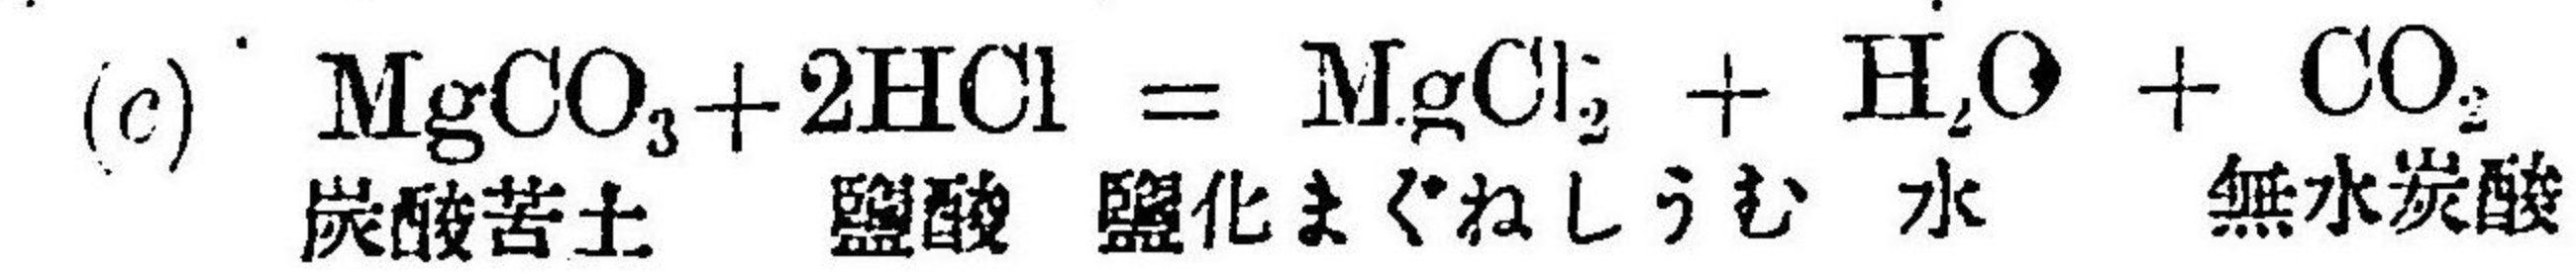 (c) MgCO₃+2HCl = MgCl₂ + H₂O + CO₂
炭酸苦土 鹽酸 鹽化まぐねしうむ 水 無水炭酸